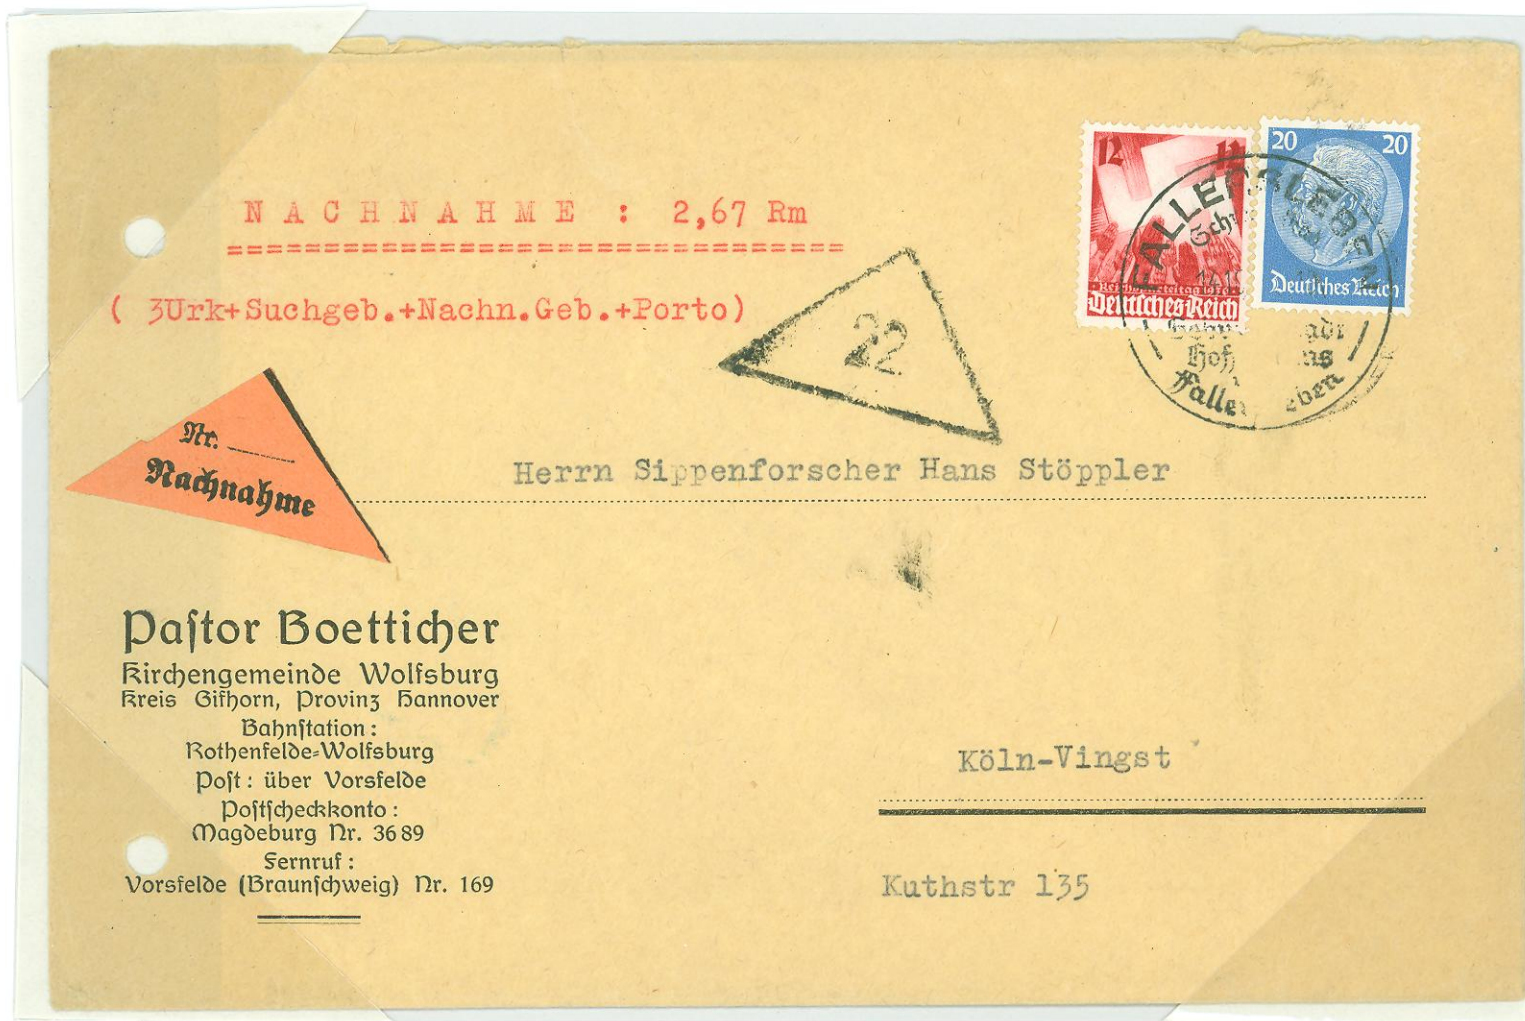 NACHNAHME : 2,67 Rm
( 3Urk+Suchgeb.+Nachn.Geb.+Porto)
12 12
Deutsches Reich
20 20
Deutsches Reich
FALLERSLEBEN
22
Nr.
Nachnahme
Herrn Sippenforscher Hans Stöppler
Paſtor Boetticher
Kirchengemeinde Wolfsburg
Kreis Gifhorn, Provinz Hannover
Bahnſtation :
Rothenfelde-Wolfsburg
Poſt : über Vorsfelde
Poſtſcheckkonto :
Magdeburg Nr. 3689
Fernruf :
Vorsfelde (Braunſchweig) Nr. 169
Köln-Vingst
Kuthstr 135